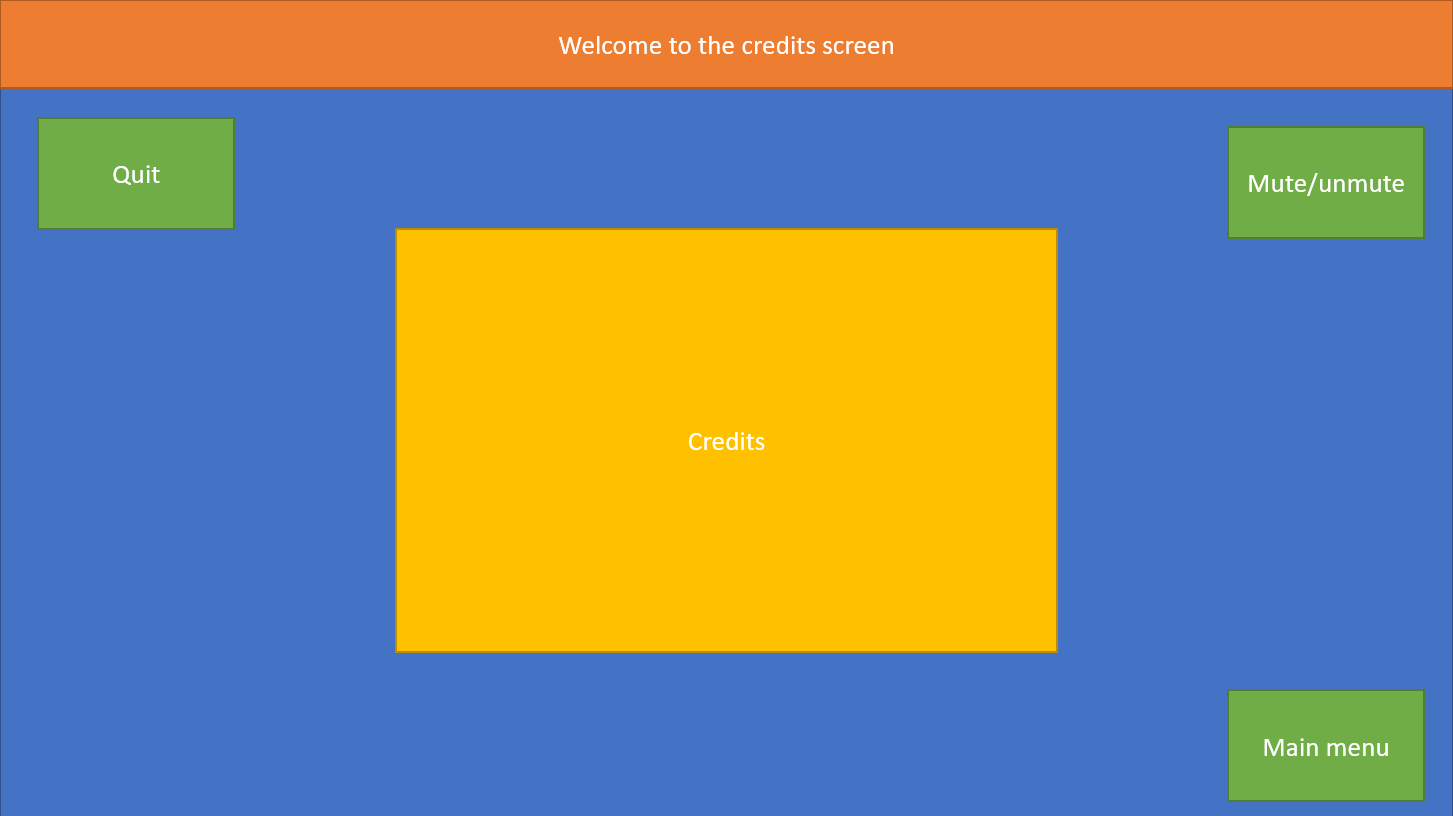 Welcome to the credits screen
Quit
Mute/unmute
Credits
Main menu